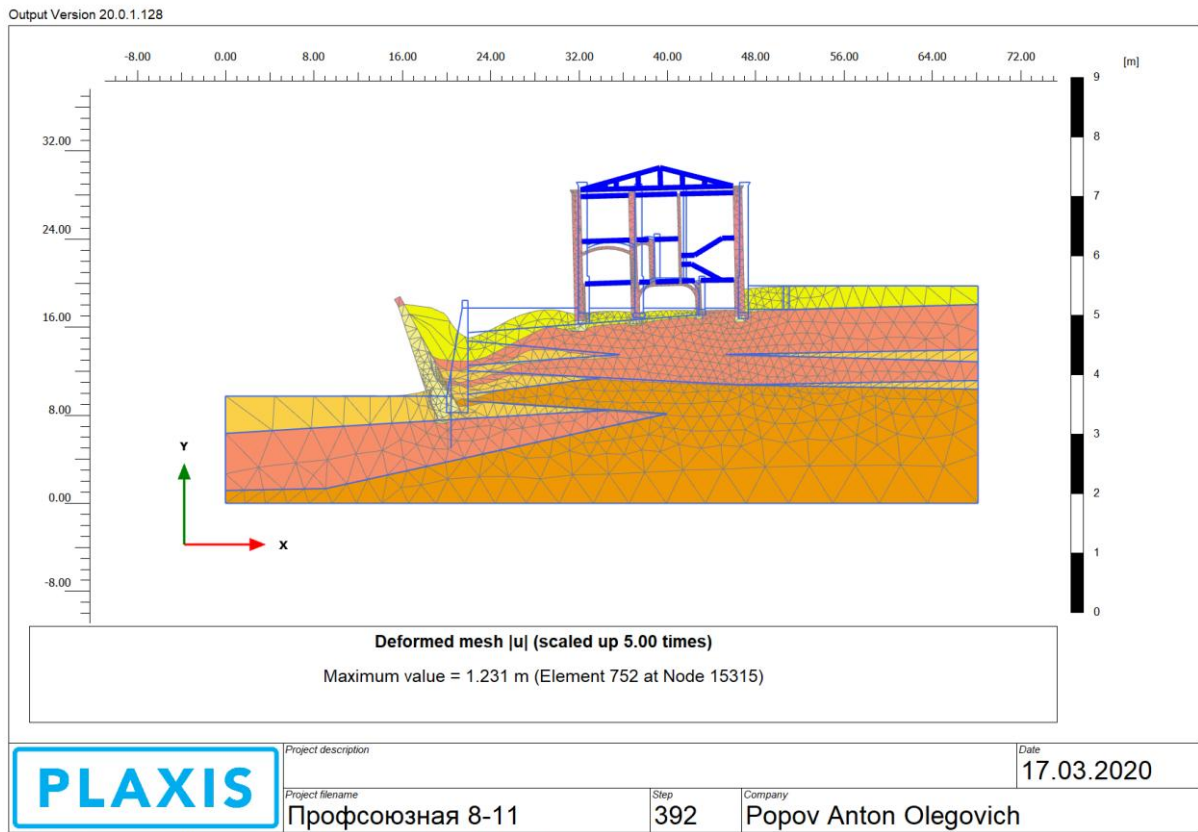 Output Version 20.0.1.128
-8.00 0.00 8.00 16.00 24.00 32.00 40.00 48.00 56.00 64.00 72.00
[m]
9
8
7
6
5
4
3
2
1
0
32.00
24.00
16.00
8.00
0.00
-8.00
Y
X
Deformed mesh |u| (scaled up 5.00 times)
Maximum value = 1.231 m (Element 752 at Node 15315)
PLAXIS
Project description
Date
17.03.2020
Project filename
Профсоюзная 8-11
Step
392
Company
Popov Anton Olegovich